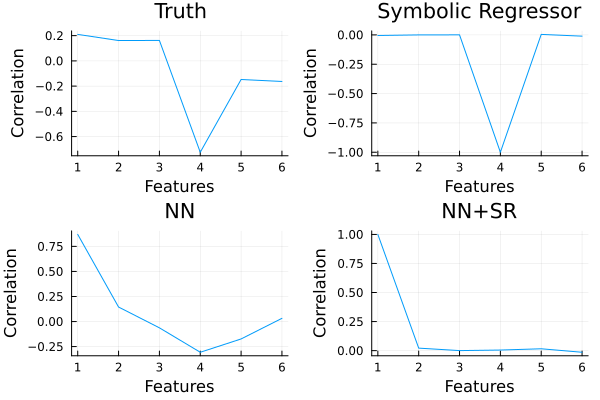 Truth
Correlation
0.2
0.0
−0.2
−0.4
−0.6
1 2 3 4 5 6
Features
Symbolic Regressor
Correlation
0.00
−0.25
−0.50
−0.75
−1.00
1 2 3 4 5 6
Features
NN
Correlation
0.75
0.50
0.25
0.00
−0.25
1 2 3 4 5 6
Features
NN+SR
Correlation
1.00
0.75
0.50
0.25
0.00
1 2 3 4 5 6
Features